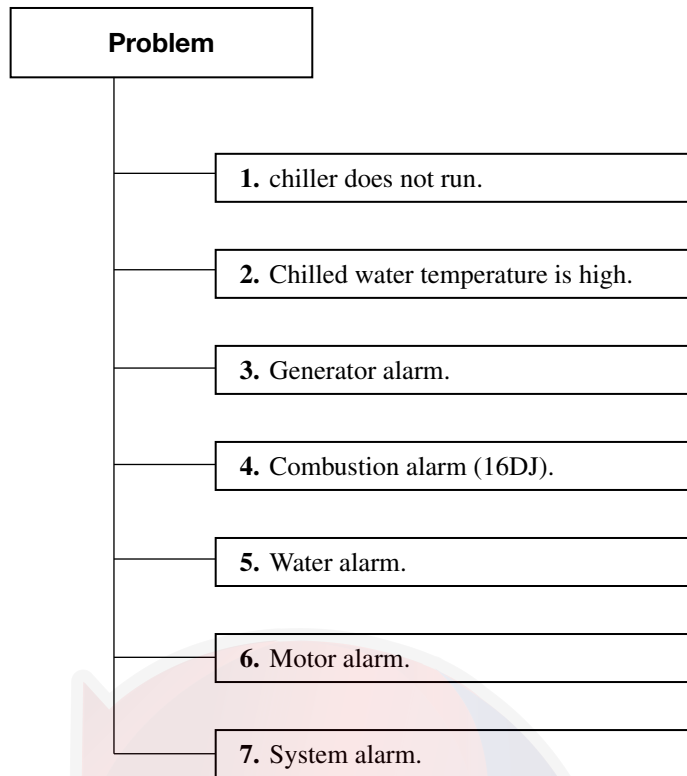 Problem
1. chiller does not run.
2. Chilled water temperature is high.
3. Generator alarm.
4. Combustion alarm (16DJ).
5. Water alarm.
6. Motor alarm.
7. System alarm.